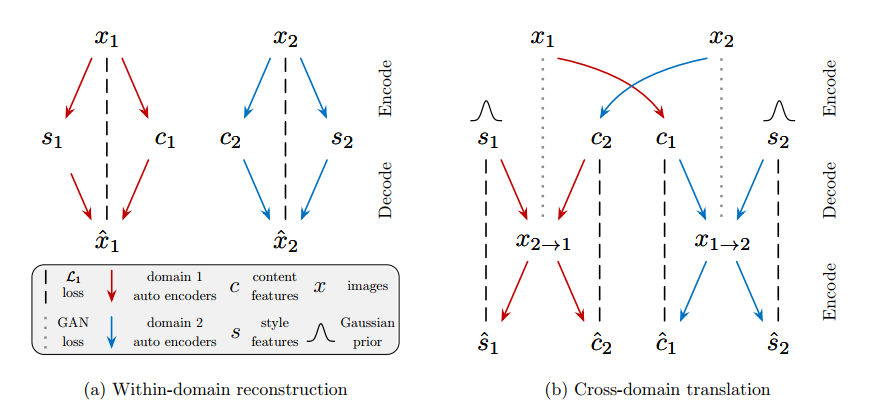 x₁ x₂
Encode
s₁ c₁ c₂ s₂
Decode
x̂₁ x̂₂
ℒ₁ loss
domain 1 auto encoders
c content features
x images
GAN loss
domain 2 auto encoders
s style features
Gaussian prior
(a) Within-domain reconstruction
x₁ x₂
Encode
s₁ c₂ c₁ s₂
Decode
x₂→₁ x₁→₂
Encode
ŝ₁ ĉ₂ ĉ₁ ŝ₂
(b) Cross-domain translation